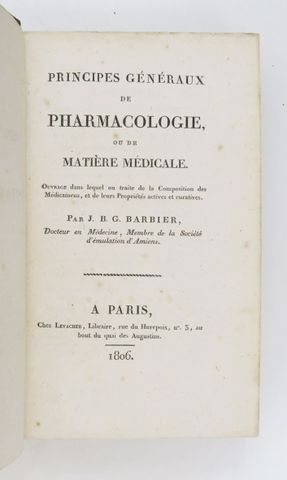 PRINCIPES GÉNÉRAUX
DE
PHARMACOLOGIE,
OU DE
MATIÈRE MÉDICALE.
Ouvrage dans lequel on traite de la Composition des
Médicamens, et de leurs Propriétés actives et curatives.
Par J. B. G. BARBIER,
Docteur en Médecine, Membre de la Société
d'émulation d'Amiens.
A PARIS,
Chez Levacher, Libraire, rue du Hurepoix, n°. 3, au
bout du quai des Augustins.
1806.